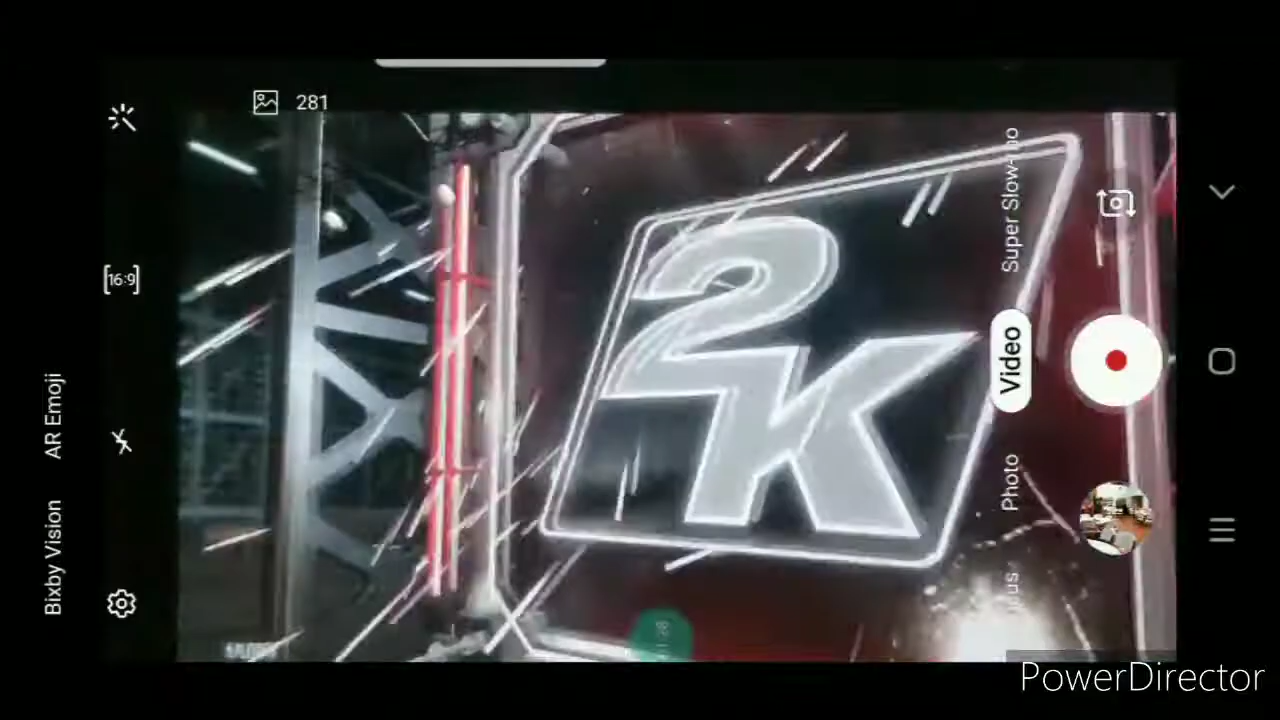 281
16:9
Bixby Vision
AR Emoji
Super Slow-mo
Video
Photo
2K
PowerDirector